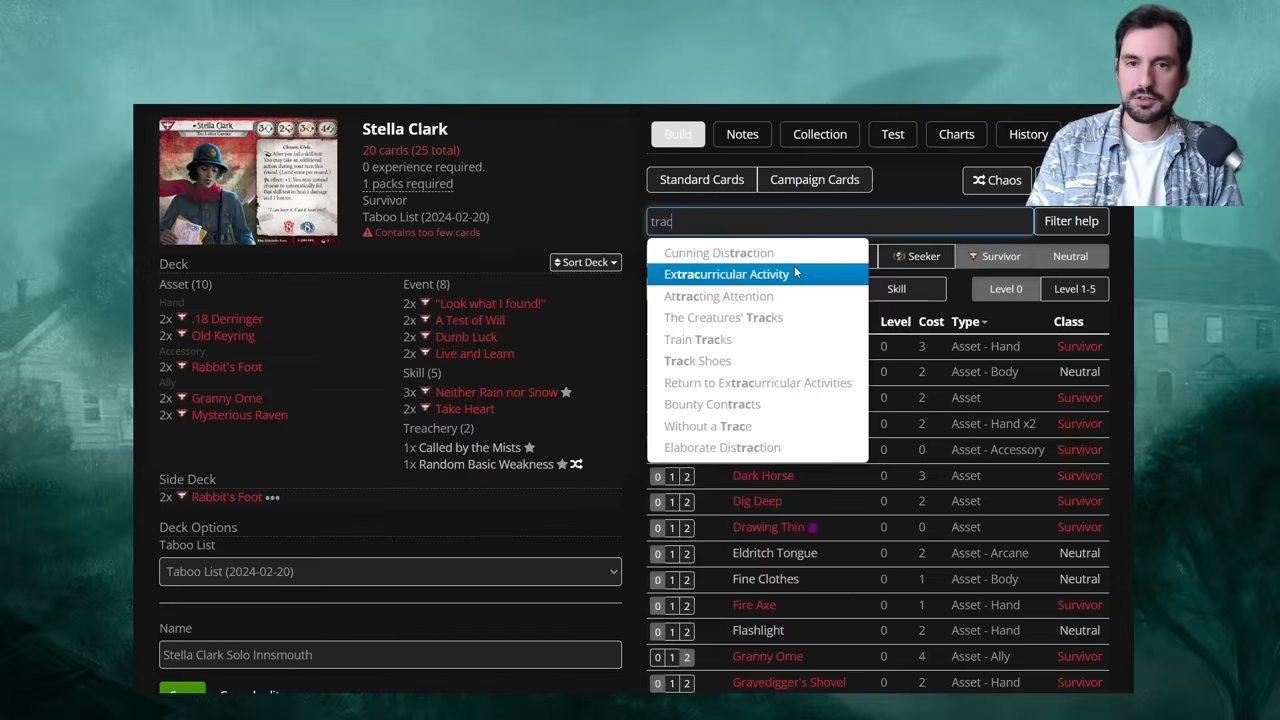 Stella Clark
20 cards (25 total)
0 experience required.
1 packs required
Survivor
Taboo List (2024-02-20)
Contains too few cards
Deck
Sort Deck
Asset (10)
Hand
2x .18 Derringer
2x Old Keyring
Accessory
2x Rabbit's Foot
Ally
2x Granny Orne
2x Mysterious Raven
Event (8)
2x "Look what I found!"
2x A Test of Will
2x Dumb Luck
2x Live and Learn
Skill (5)
3x Neither Rain nor Snow
2x Take Heart
Treachery (2)
1x Called by the Mists
1x Random Basic Weakness
Side Deck
2x Rabbit's Foot
Deck Options
Taboo List
Taboo List (2024-02-20)
Name
Stella Clark Solo Innsmouth
Build Notes Collection Test Charts History
Standard Cards Campaign Cards Chaos
trac Filter help
Cunning Distraction
Extracurricular Activity
Attracting Attention
The Creatures' Tracks
Train Tracks
Track Shoes
Return to Extracurricular Activities
Bounty Contracts
Without a Trace
Elaborate Distraction
Seeker Survivor Neutral
Skill Level 0 Level 1-5
Level Cost Type Class
0 3 Asset - Hand Survivor
0 2 Asset - Body Neutral
0 2 Asset Survivor
0 2 Asset - Hand x2 Survivor
0 0 Asset - Accessory Survivor
0 1 2 Dark Horse 0 3 Asset Survivor
0 1 2 Dig Deep 0 2 Asset Survivor
0 1 2 Drawing Thin 0 0 Asset Survivor
0 1 2 Eldritch Tongue 0 2 Asset - Arcane Neutral
0 1 2 Fine Clothes 0 1 Asset - Body Neutral
0 1 2 Fire Axe 0 1 Asset - Hand Survivor
0 1 2 Flashlight 0 2 Asset - Hand Neutral
0 1 2 Granny Orne 0 4 Asset - Ally Survivor
0 1 2 Gravedigger's Shovel 0 2 Asset - Hand Survivor